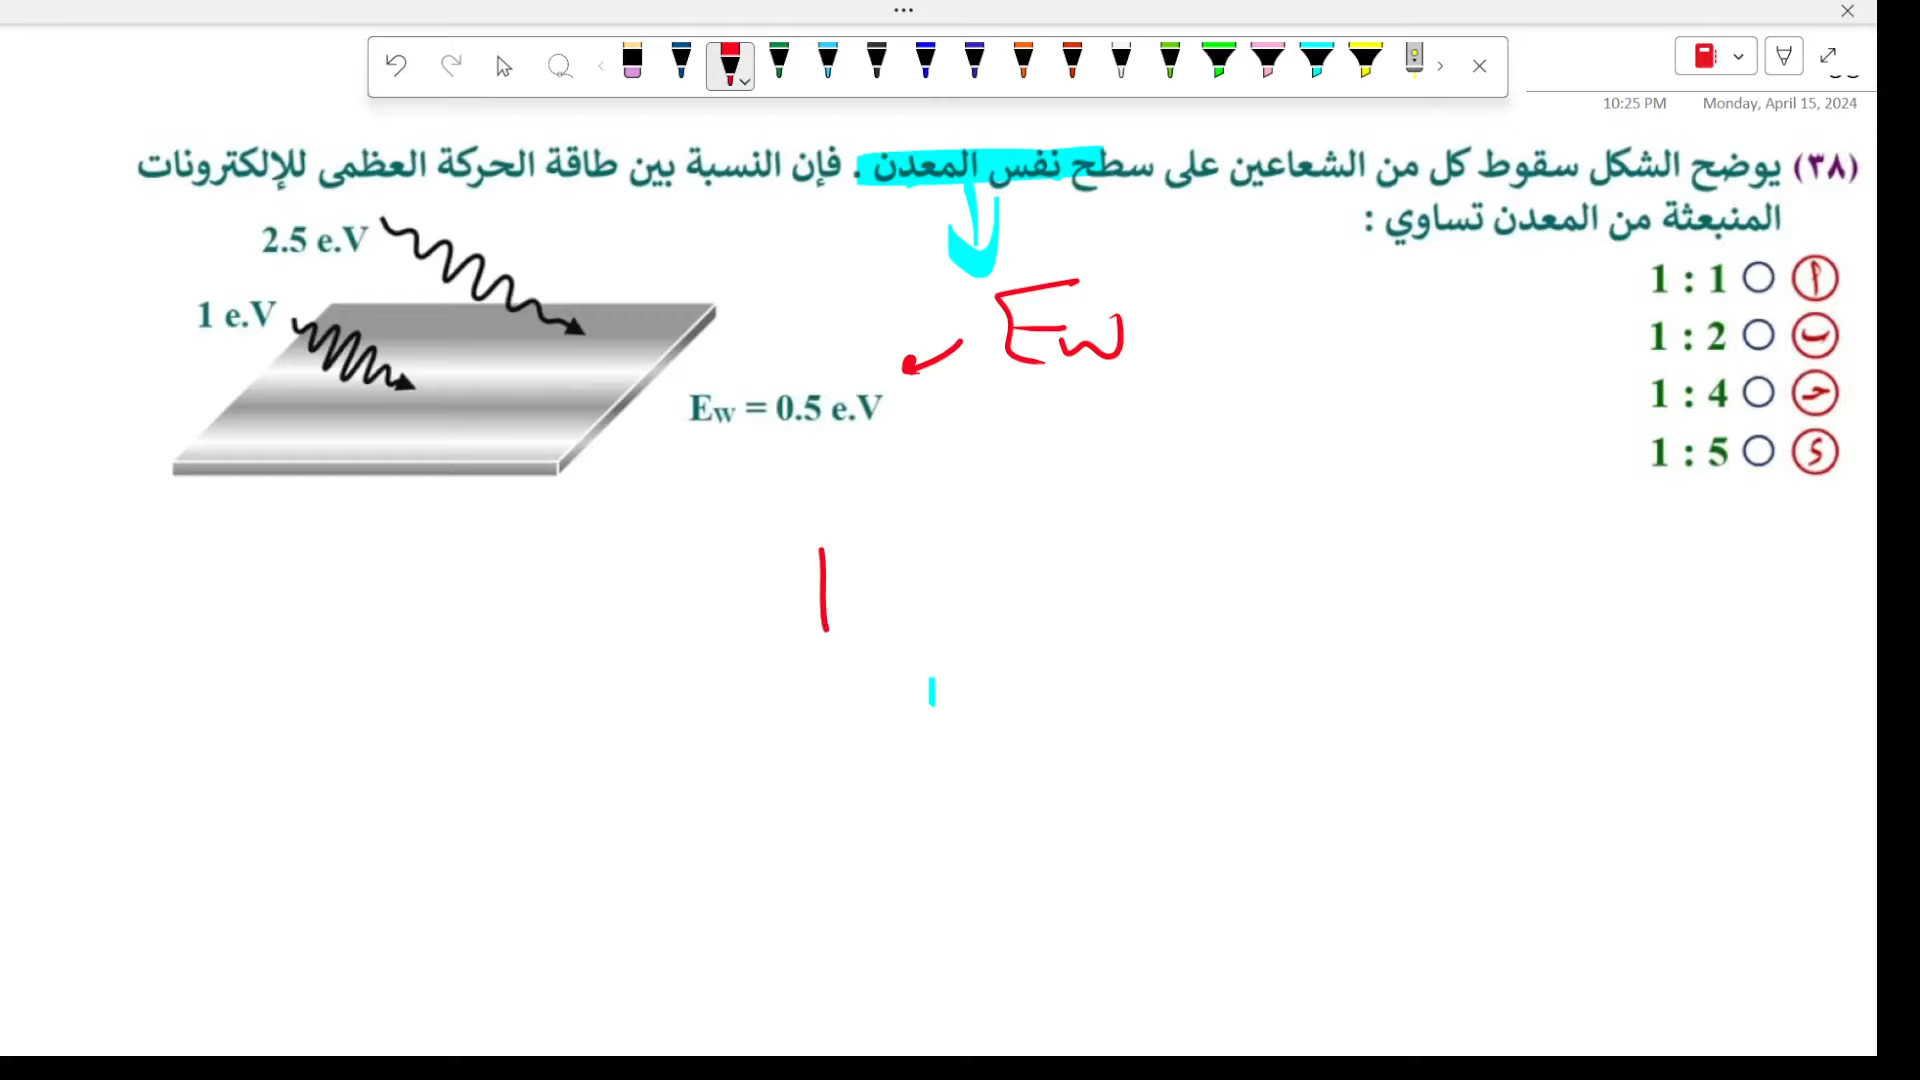 10:25 PM Monday, April 15, 2024
(٣٨) يوضح الشكل سقوط كل من الشعاعين على سطح نفس المعدن . فإن النسبة بين طاقة الحركة العظمى للإلكترونات
المنبعثة من المعدن تساوي :
2.5 e.V
1 e.V
Ew
Ew = 0.5 e.V
أ 1 : 1
ب 1 : 2
جـ 1 : 4
د 1 : 5